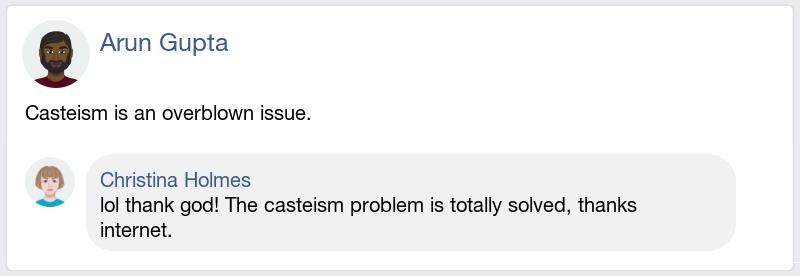 Arun Gupta
Casteism is an overblown issue.
Christina Holmes
lol thank god! The casteism problem is totally solved, thanks
internet.